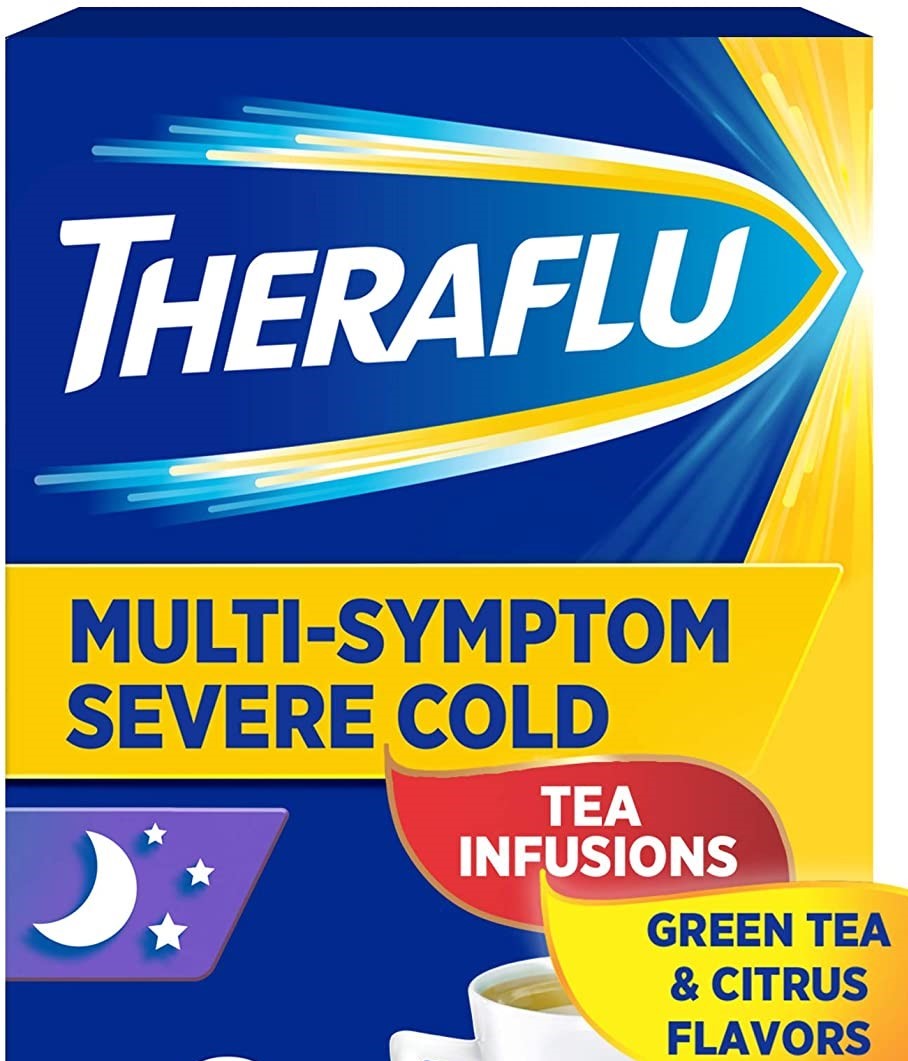 THERAFLU
MULTI-SYMPTOM
SEVERE COLD
TEA
INFUSIONS
GREEN TEA
& CITRUS
FLAVORS